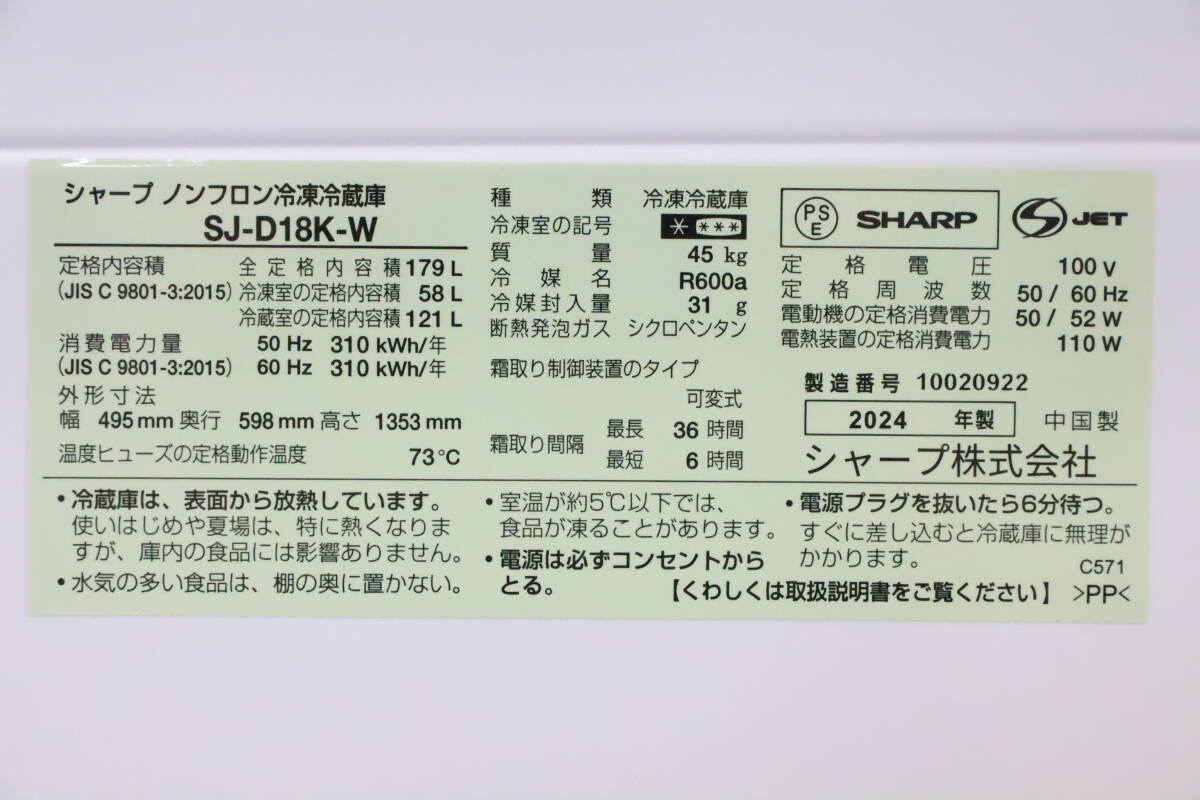 シャープ ノンフロン冷凍冷蔵庫
SJ-D18K-W
定格内容積 全定格内容積 179 L
(JIS C 9801-3:2015) 冷凍室の定格内容積 58 L
冷蔵室の定格内容積 121 L
消費電力量 50 Hz 310 kWh/年
(JIS C 9801-3:2015) 60 Hz 310 kWh/年
外形寸法
幅 495 mm 奥行 598 mm 高さ 1353 mm
温度ヒューズの定格動作温度 73 °C
種類 冷凍冷蔵庫
冷凍室の記号 * ***
質量 45 kg
冷媒名 R600a
冷媒封入量 31 g
断熱発泡ガス シクロペンタン
霜取り制御装置のタイプ
可変式
霜取り間隔 最長 36 時間
最短 6 時間
PSE SHARP S JET
定格電圧 100 V
定格周波数 50 / 60 Hz
電動機の定格消費電力 50 / 52 W
電熱装置の定格消費電力 110 W
製造番号 10020922
2024 年製 中国製
シャープ株式会社
・冷蔵庫は、表面から放熱しています。
使いはじめや夏場は、特に熱くなりま
すが、庫内の食品には影響ありません。
・水気の多い食品は、棚の奥に置かない。
・室温が約5℃以下では、
食品が凍ることがあります。
・電源は必ずコンセントから
とる。
・電源プラグを抜いたら6分待つ。
すぐに差し込むと冷蔵庫に無理が
かかります。
C571
【くわしくは取扱説明書をご覧ください】 >PP<